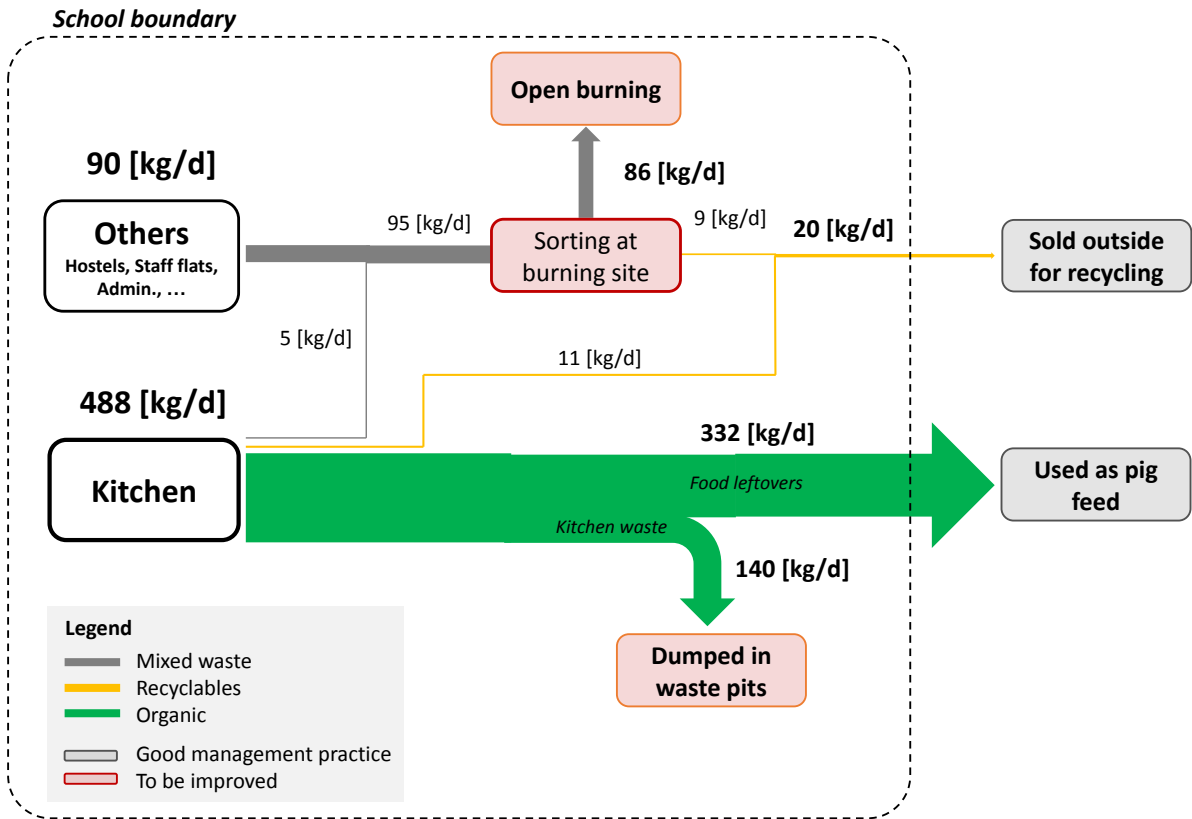 School boundary
Open burning
90 [kg/d]
86 [kg/d]
Others
Hostels, Staff flats,
Admin., …
95 [kg/d]
Sorting at
burning site
9 [kg/d]
20 [kg/d]
Sold outside
for recycling
5 [kg/d]
11 [kg/d]
488 [kg/d]
332 [kg/d]
Kitchen
Food leftovers
Used as pig
feed
Kitchen waste
140 [kg/d]
Dumped in
waste pits
Legend
Mixed waste
Recyclables
Organic
Good management practice
To be improved